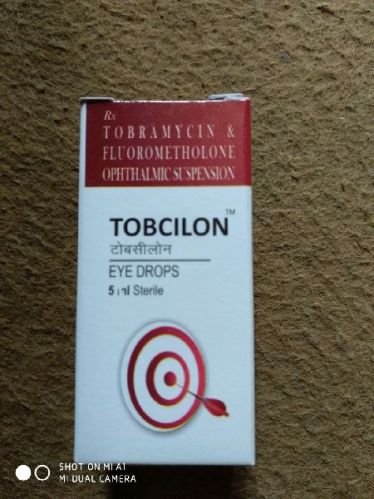 Rx
TOBRAMYCIN &
FLUOROMETHOLONE
OPHTHALMIC SUSPENSION
TOBCILON™
टोबसीलोन
EYE DROPS
5 ml Sterile
SHOT ON MI A1
MI DUAL CAMERA